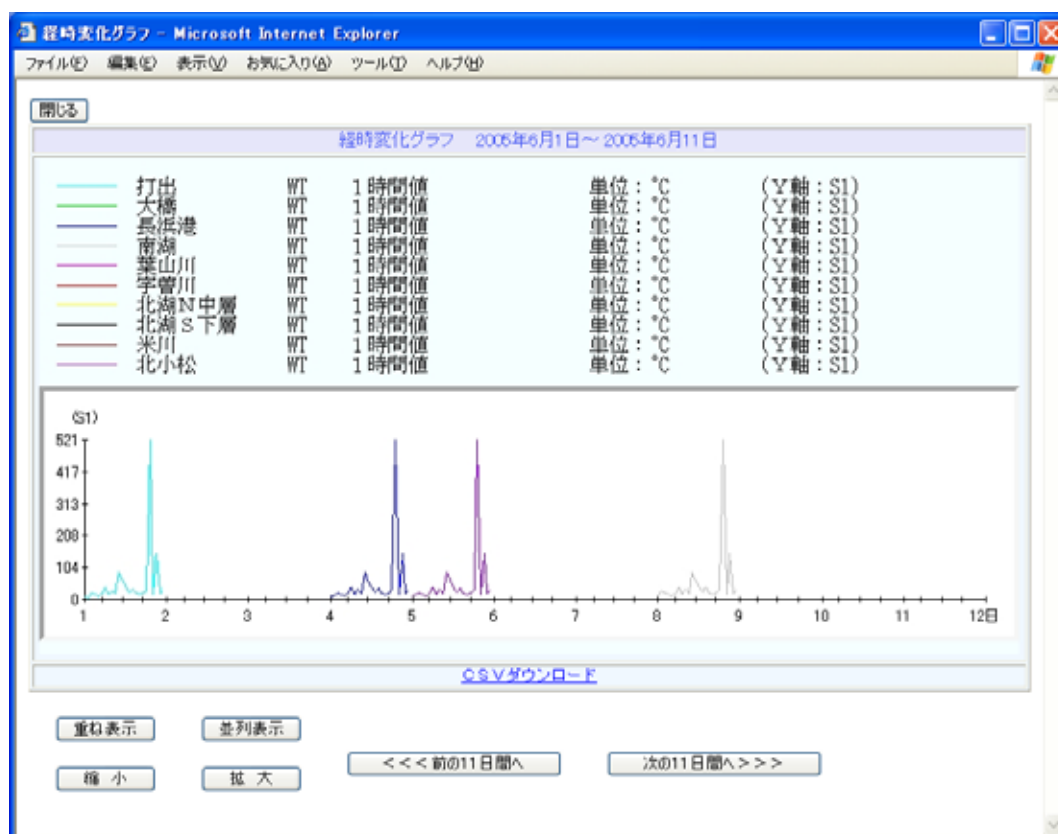 経時変化グラフ - Microsoft Internet Explorer
ファイル(F) 編集(E) 表示(V) お気に入り(A) ツール(T) ヘルプ(H)
閉じる
経時変化グラフ 2005年6月1日～2005年6月11日
打出 WT 1時間値 単位：℃ (Y軸：S1)
大橋 WT 1時間値 単位：℃ (Y軸：S1)
長浜港 WT 1時間値 単位：℃ (Y軸：S1)
南湖 WT 1時間値 単位：℃ (Y軸：S1)
葉山川 WT 1時間値 単位：℃ (Y軸：S1)
宇曽川 WT 1時間値 単位：℃ (Y軸：S1)
北湖N中層 WT 1時間値 単位：℃ (Y軸：S1)
北湖S下層 WT 1時間値 単位：℃ (Y軸：S1)
米川 WT 1時間値 単位：℃ (Y軸：S1)
北小松 WT 1時間値 単位：℃ (Y軸：S1)
(S1)
521
417
313
208
104
0
1 2 3 4 5 6 7 8 9 10 11 12日
CSVダウンロード
重ね表示 並列表示
<<<前の11日間へ 次の11日間へ>>>
縮 小 拡 大